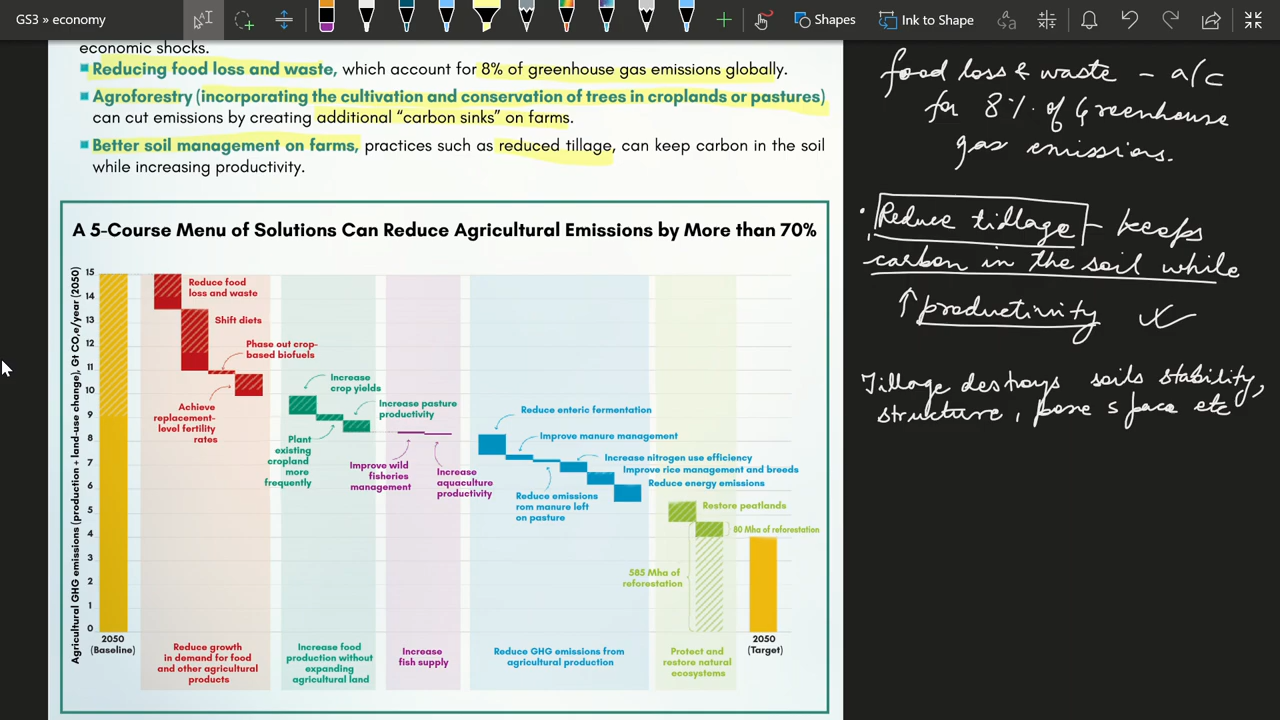 GS3 » economy
Shapes
Ink to Shape
economic shocks.
Reducing food loss and waste, which account for 8% of greenhouse gas emissions globally.
Agroforestry (incorporating the cultivation and conservation of trees in croplands or pastures)
can cut emissions by creating additional “carbon sinks” on farms.
Better soil management on farms, practices such as reduced tillage, can keep carbon in the soil
while increasing productivity.
A 5-Course Menu of Solutions Can Reduce Agricultural Emissions by More than 70%
Agricultural GHG emissions (production + land-use change), Gt CO₂e/year (2050)
15
14
13
12
11
10
9
8
7
6
5
4
3
2
1
0
Reduce food
loss and waste
Shift diets
Phase out crop-
based biofuels
Achieve
replacement-
level fertility
rates
Increase
crop yields
Increase pasture
productivity
Plant
existing
cropland
more
frequently
Improve wild
fisheries
management
Increase
aquaculture
productivity
Reduce enteric fermentation
Improve manure management
Increase nitrogen use efficiency
Improve rice management and breeds
Reduce energy emissions
Reduce emissions
rom manure left
on pasture
Restore peatlands
80 Mha of reforestation
585 Mha of
reforestation
2050
(Baseline)
Reduce growth
in demand for food
and other agricultural
products
Increase food
production without
expanding
agricultural land
Increase
fish supply
Reduce GHG emissions from
agricultural production
Protect and
restore natural
ecosystems
2050
(Target)
food loss & waste - a/c
for 8% of Greenhouse
gas emissions.
• Reduce tillage - keeps
carbon in the soil while
↑ productivity
Tillage destroys soils stability,
structure, pore space etc